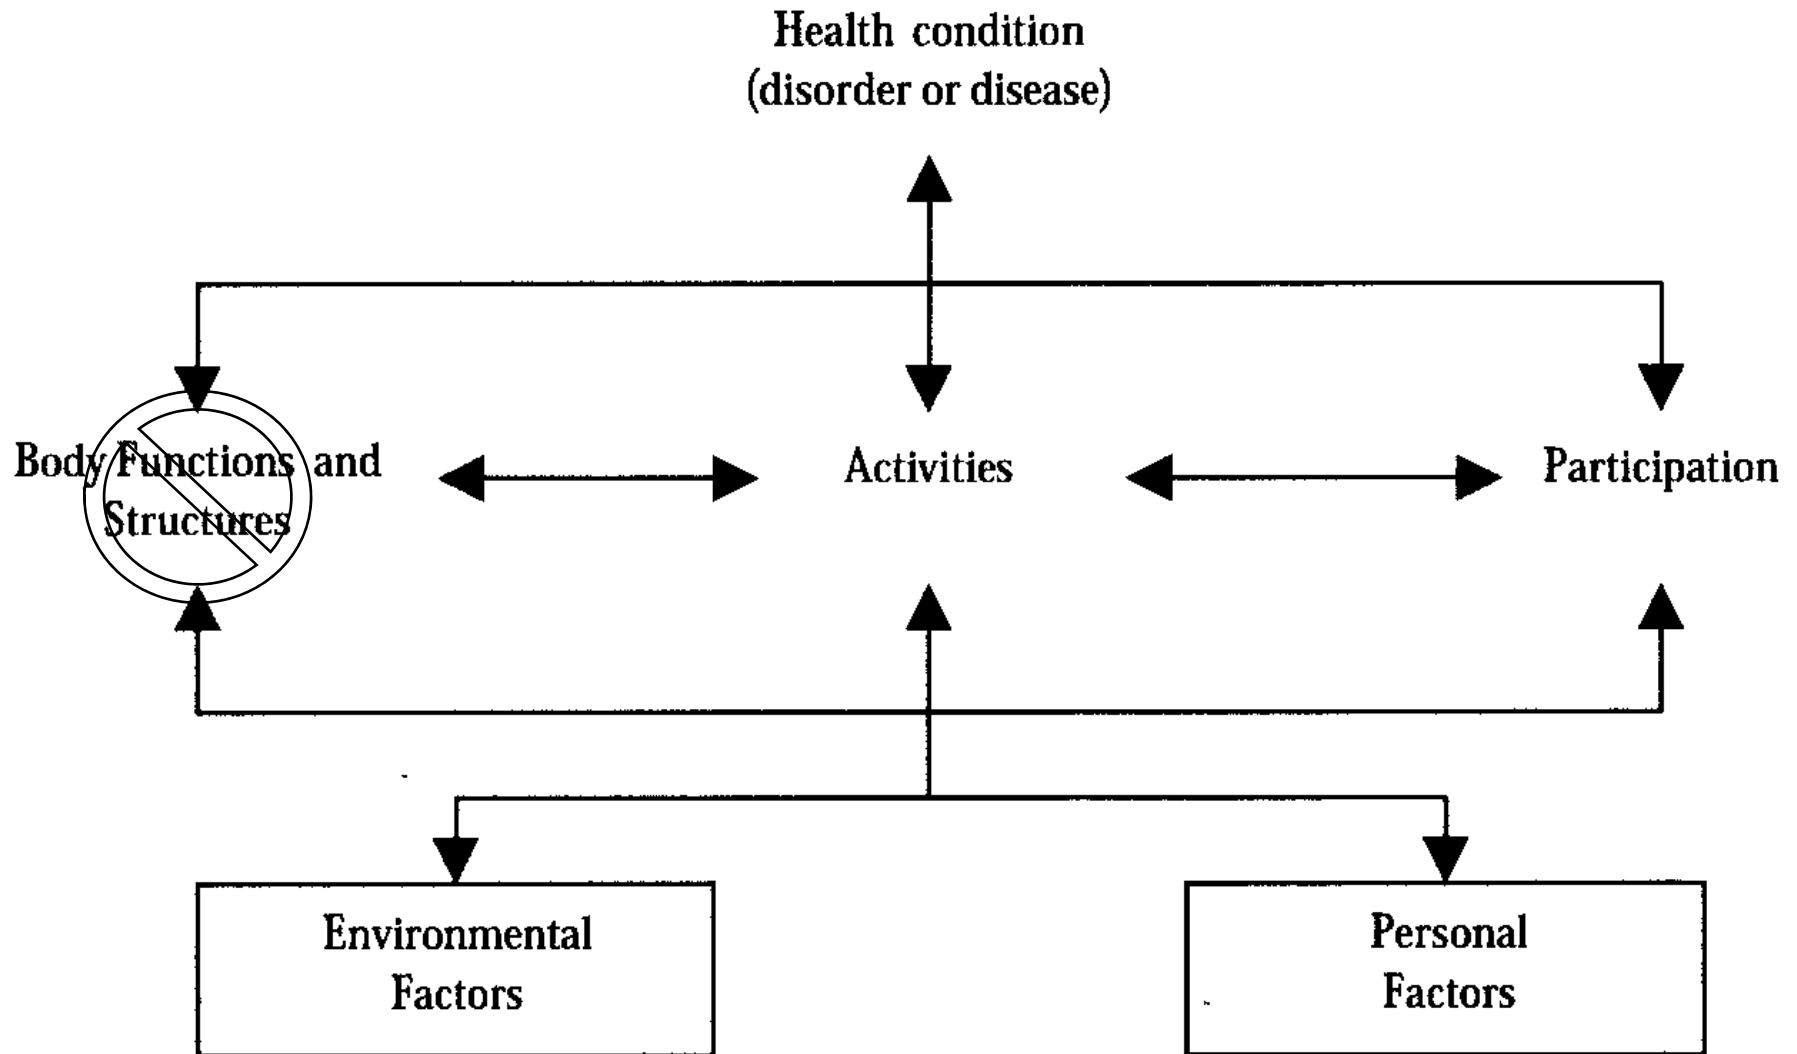 Health condition
(disorder or disease)
Body Functions and
Structures
Activities
Participation
Environmental
Factors
Personal
Factors